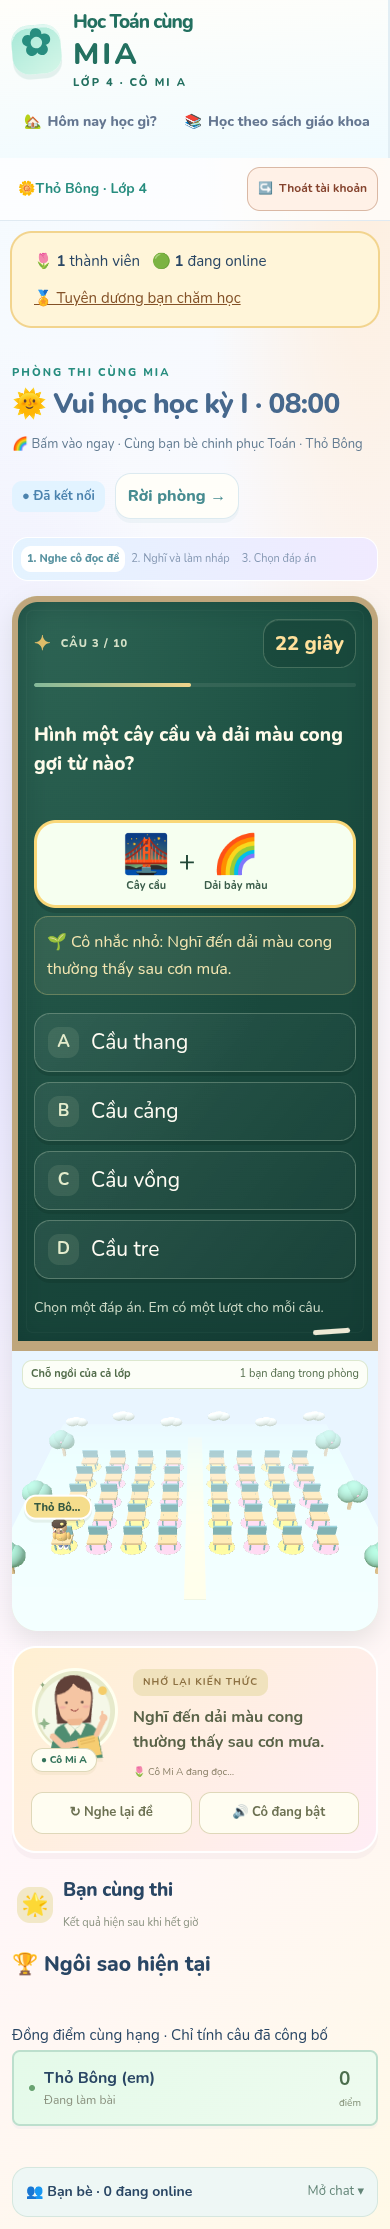 Học Toán cùng
MIA
LỚP 4 · CÔ MI A
🏡 Hôm nay học gì? 📚 Học theo sách giáo khoa
🌼Thỏ Bông · Lớp 4 ↪️ Thoát tài khoản
🌷 1 thành viên 🟢 1 đang online
🏅 Tuyên dương bạn chăm học
PHÒNG THI CÙNG MIA
🌞 Vui học học kỳ I · 08:00
🌈 Bấm vào ngay · Cùng bạn bè chinh phục Toán · Thỏ Bông
● Đã kết nối Rời phòng →
1. Nghe cô đọc đề 2. Nghĩ và làm nháp 3. Chọn đáp án
✦ CÂU 3 / 10 22 giây
Hình một cây cầu và dải màu cong
gợi từ nào?
🌉 + 🌈
Cây cầu Dải bảy màu
🌱 Cô nhắc nhỏ: Nghĩ đến dải màu cong
thường thấy sau cơn mưa.
A Cầu thang
B Cầu cảng
C Cầu vồng
D Cầu tre
Chọn một đáp án. Em có một lượt cho mỗi câu.
Chỗ ngồi của cả lớp 1 bạn đang trong phòng
Thỏ Bô...
NHỚ LẠI KIẾN THỨC
Nghĩ đến dải màu cong
thường thấy sau cơn mưa.
● Cô Mi A
🌷 Cô Mi A đang đọc...
↻ Nghe lại đề 🔊 Cô đang bật
🌟 Bạn cùng thi
Kết quả hiện sau khi hết giờ
🏆 Ngôi sao hiện tại
Đồng điểm cùng hạng · Chỉ tính câu đã công bố
● Thỏ Bông (em) 0
Đang làm bài điểm
👥 Bạn bè · 0 đang online Mở chat ▾